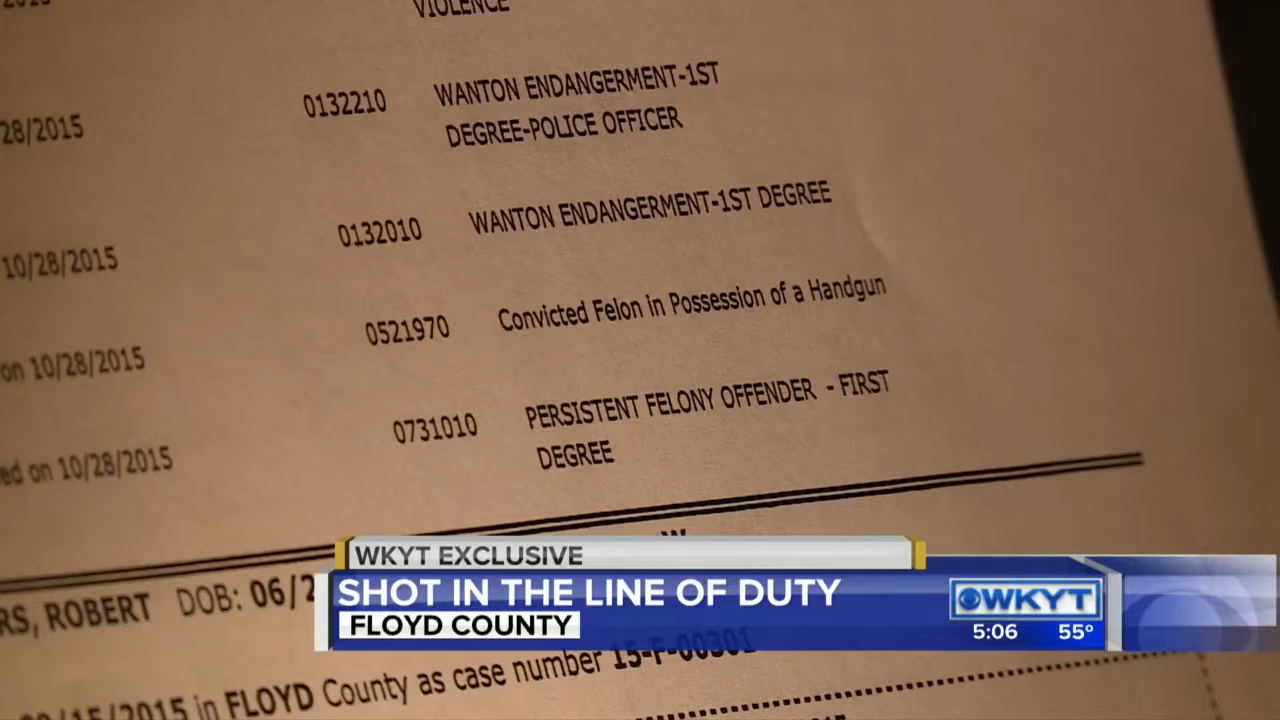 VIOLENCE
0132210 WANTON ENDANGERMENT-1ST
28/2015 DEGREE-POLICE OFFICER
0132010 WANTON ENDANGERMENT-1ST DEGREE
10/28/2015
0521970 Convicted Felon in Possession of a Handgun
on 10/28/2015
0731010 PERSISTENT FELONY OFFENDER - FIRST
DEGREE
ed on 10/28/2015
WKYT EXCLUSIVE
SHOT IN THE LINE OF DUTY
FLOYD COUNTY
WKYT
5:06 55°
RS, ROBERT DOB: 06/2
/15/2015 in FLOYD County as case number 15-F-00301